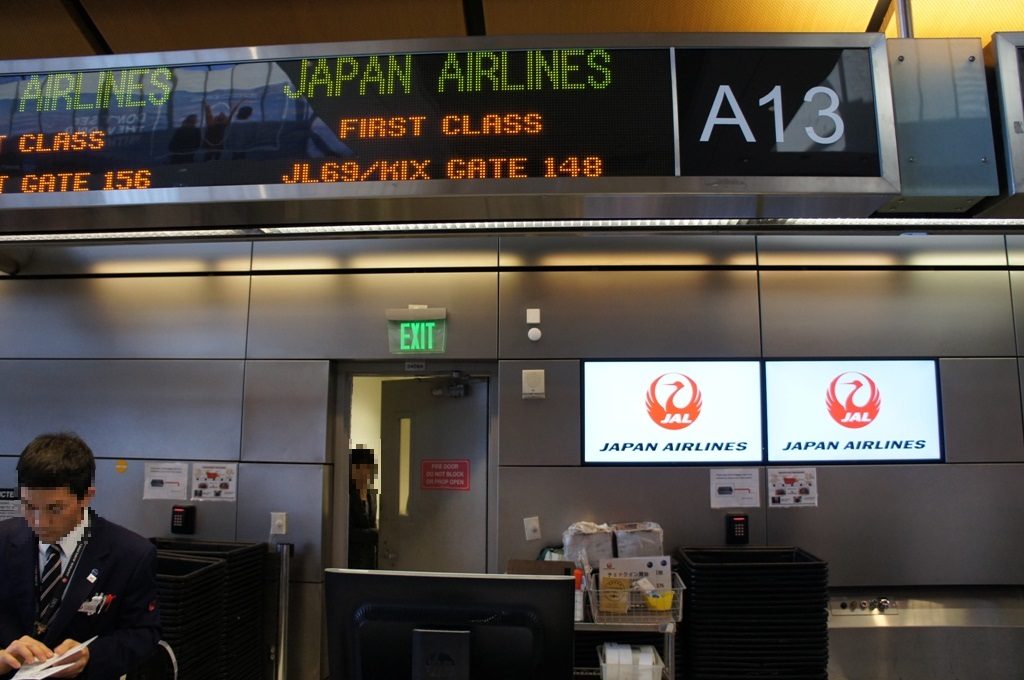 AIRLINES
JAPAN AIRLINES
T CLASS
FIRST CLASS
GATE 156
JL69/KIX GATE 148
A13
EXIT
JAL
JAPAN AIRLINES
JAL
JAPAN AIRLINES
FIRE DOOR
DO NOT BLOCK
OR PROP OPEN